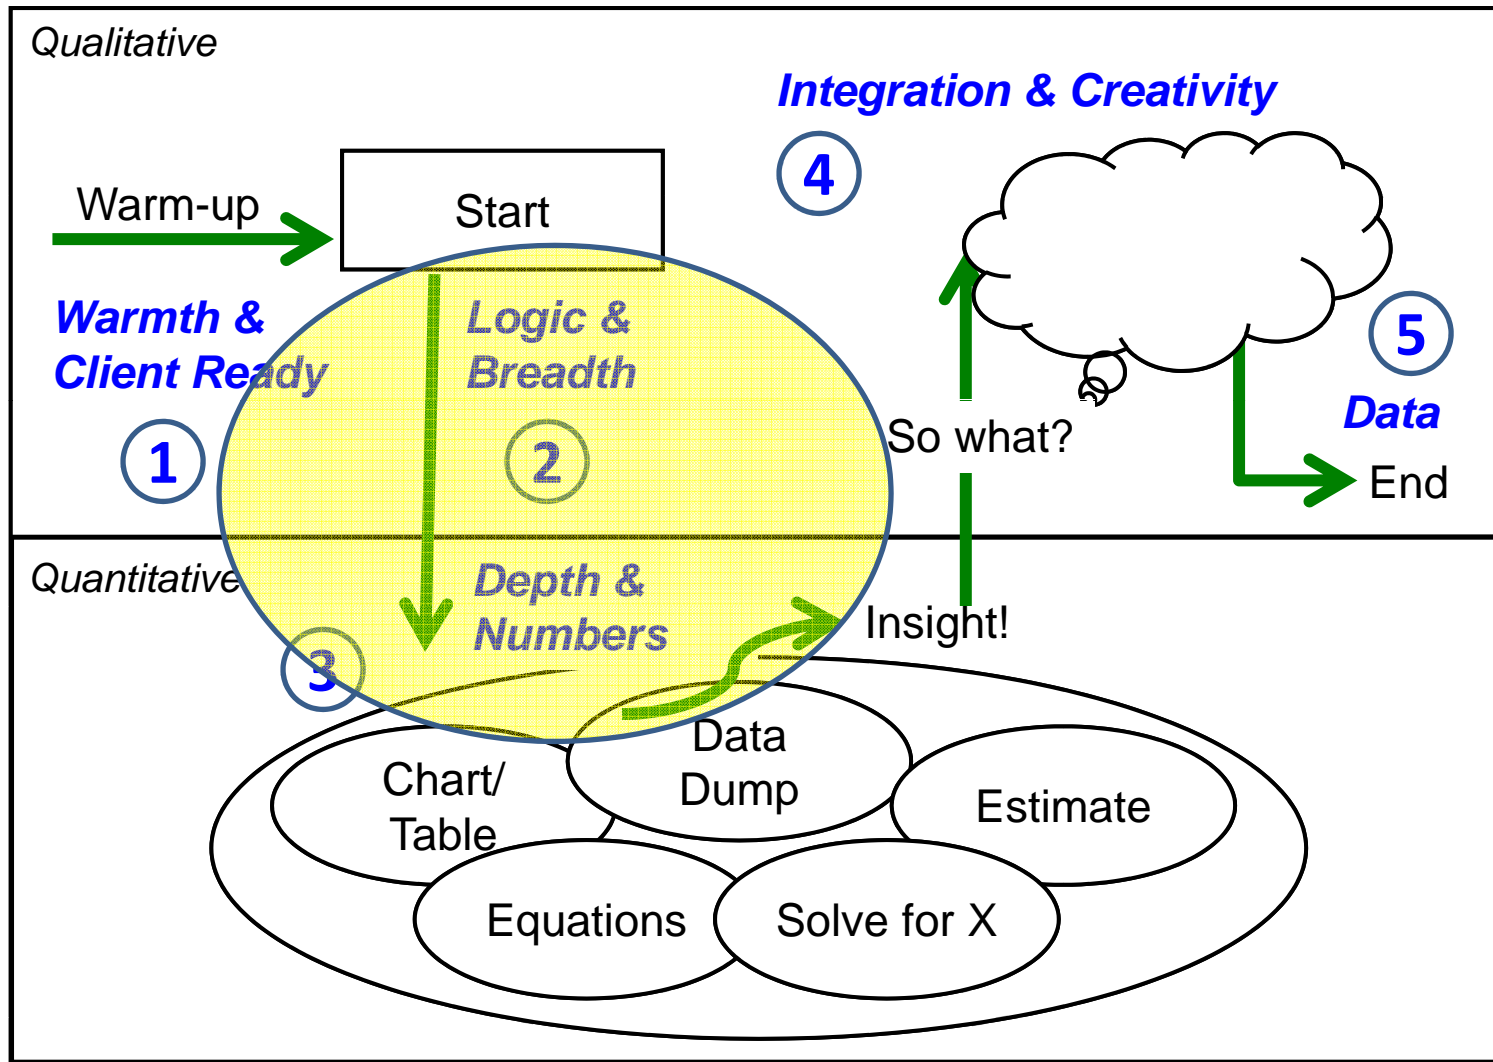 Qualitative
Integration & Creativity
4
Warm-up
Start
Warmth &
Client Ready
1
Logic &
Breadth
2
So what?
5
Data
End
Quantitative
Depth &
Numbers
3
Insight!
Chart/
Table
Data
Dump
Estimate
Equations
Solve for X